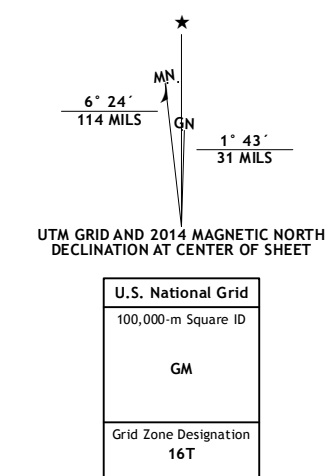 MN
6° 24´
114 MILS
GN
1° 43´
31 MILS
UTM GRID AND 2014 MAGNETIC NORTH
DECLINATION AT CENTER OF SHEET
U.S. National Grid
100,000-m Square ID
GM
Grid Zone Designation
16T